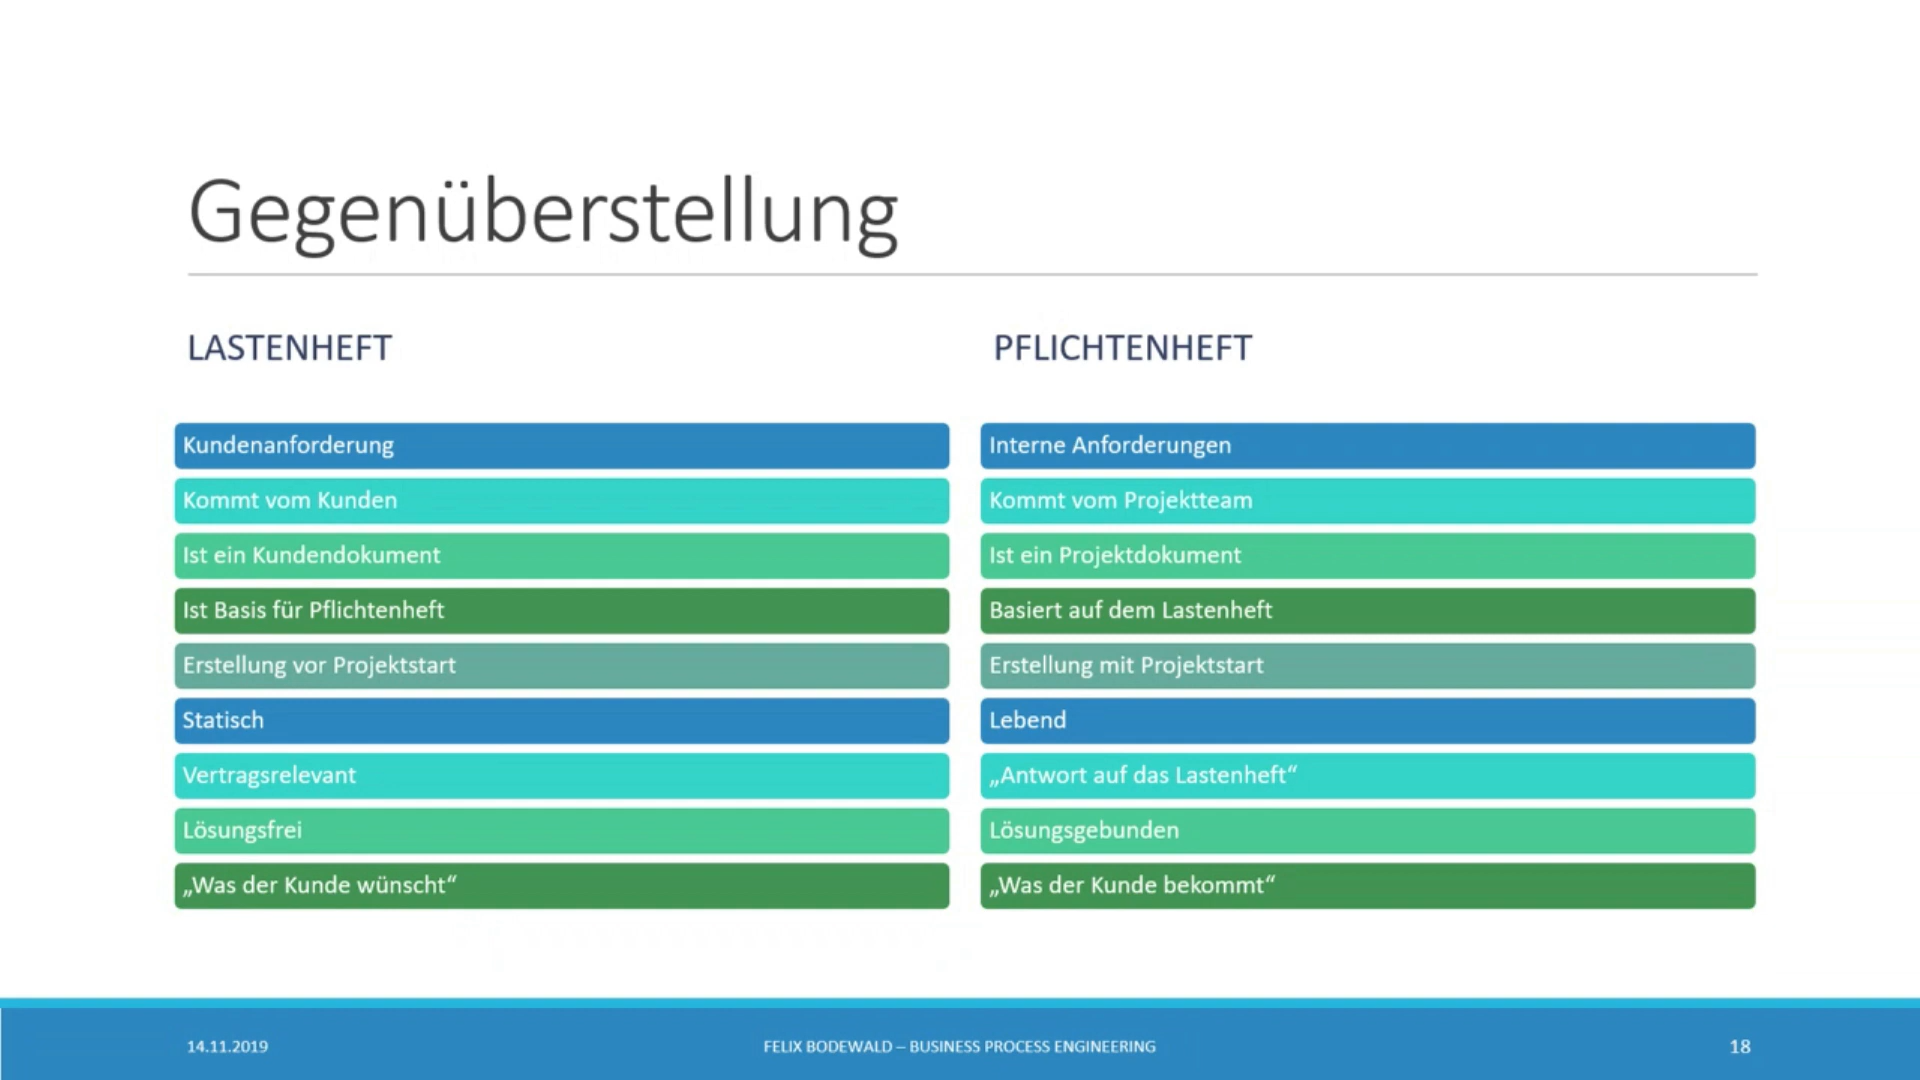 Gegenüberstellung
LASTENHEFT
Kundenanforderung
Kommt vom Kunden
Ist ein Kundendokument
Ist Basis für Pflichtenheft
Erstellung vor Projektstart
Statisch
Vertragsrelevant
Lösungsfrei
„Was der Kunde wünscht“
PFLICHTENHEFT
Interne Anforderungen
Kommt vom Projektteam
Ist ein Projektdokument
Basiert auf dem Lastenheft
Erstellung mit Projektstart
Lebend
„Antwort auf das Lastenheft“
Lösungsgebunden
„Was der Kunde bekommt“
14.11.2019
FELIX BODEWALD – BUSINESS PROCESS ENGINEERING
18